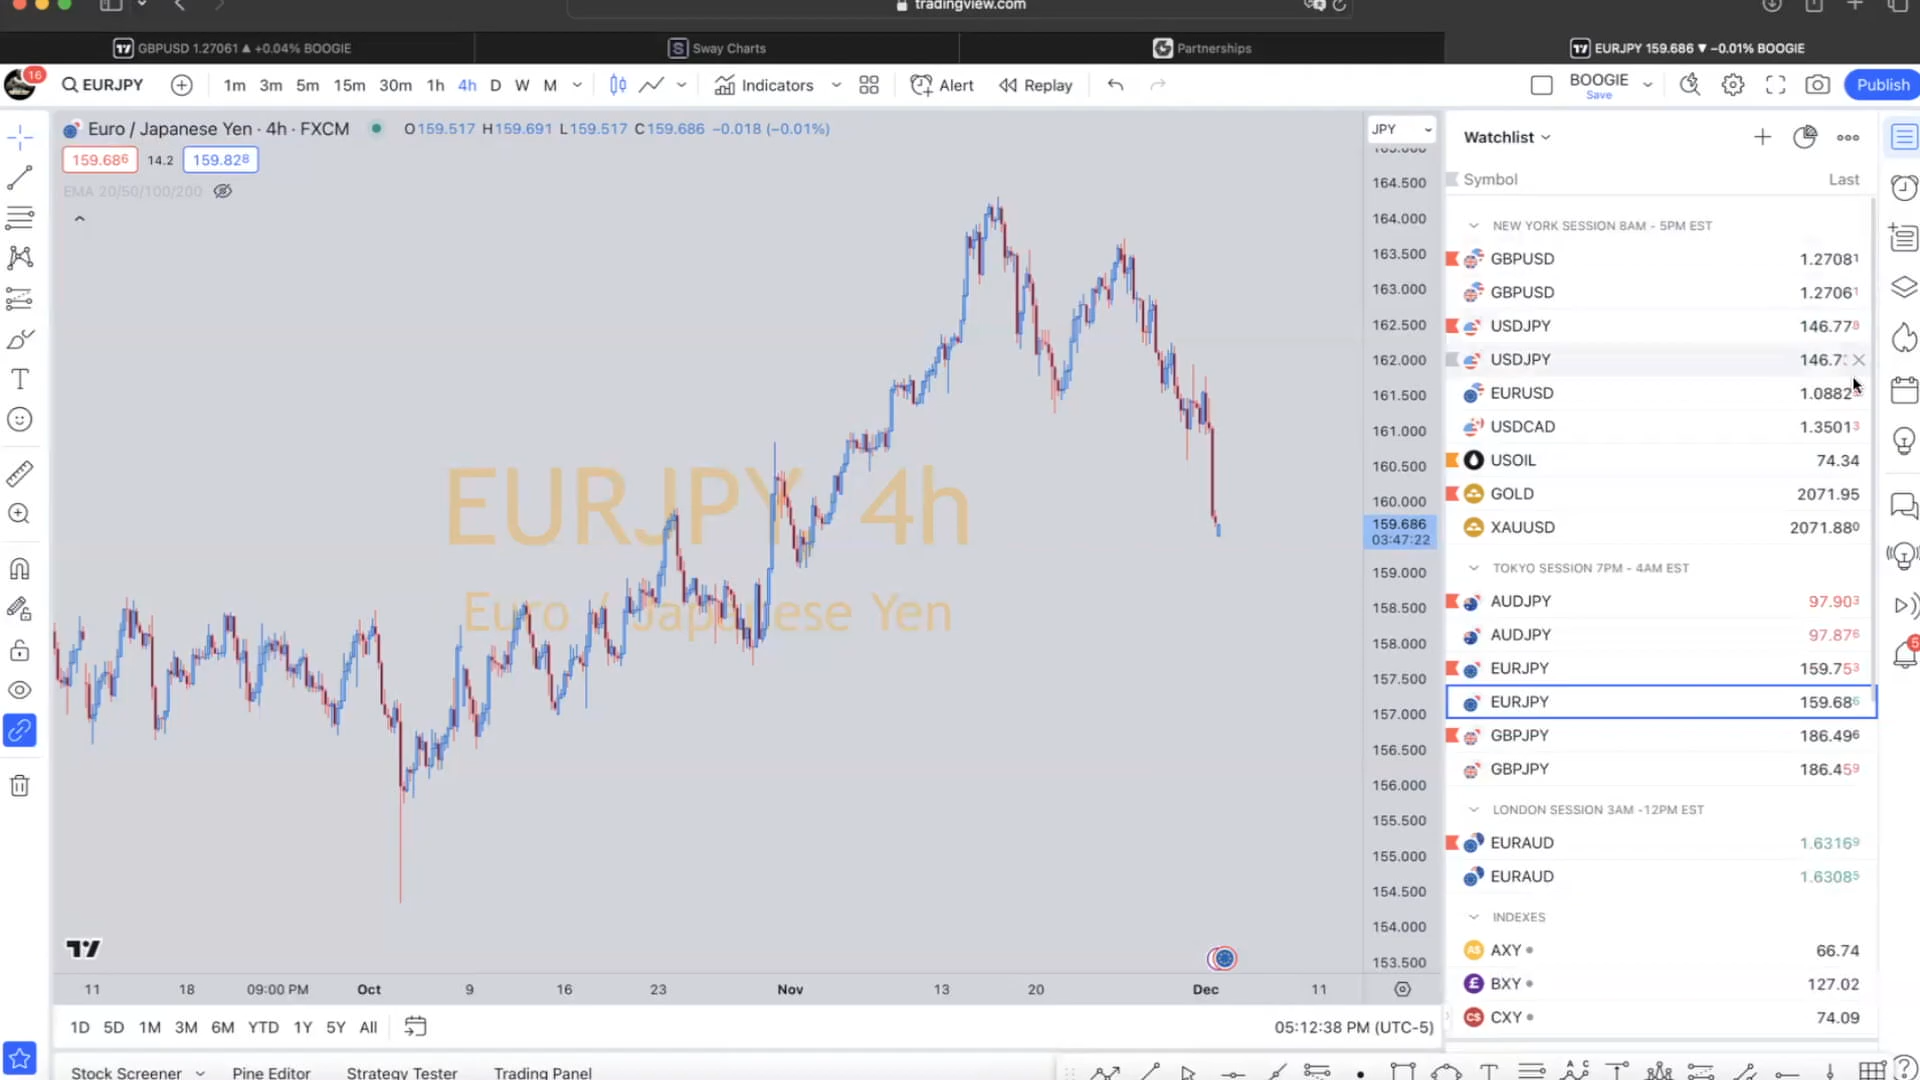 tradingview.com
GBPUSD 1.27061 ▲ +0.04% BOOGIE
Sway Charts
Partnerships
EURJPY 159.686 ▼ −0.01% BOOGIE
16
EURJPY
1m 3m 5m 15m 30m 1h 4h D W M
Indicators
Alert
Replay
BOOGIE
Save
Publish
Euro / Japanese Yen · 4h · FXCM
O159.517 H159.691 L159.517 C159.686 −0.018 (−0.01%)
159.686 14.2 159.828
EMA 20/50/100/200
EURJPY 4h
Euro / Japanese Yen
JPY
164.500
164.000
163.500
163.000
162.500
162.000
161.500
161.000
160.500
160.000
159.686
03:47:22
159.000
158.500
158.000
157.500
157.000
156.500
156.000
155.500
155.000
154.500
154.000
153.500
11 18 09:00 PM Oct 9 16 23 Nov 13 20 Dec 11
1D 5D 1M 3M 6M YTD 1Y 5Y All
05:12:38 PM (UTC-5)
Stock Screener Pine Editor Strategy Tester Trading Panel
Watchlist
Symbol Last
NEW YORK SESSION 8AM - 5PM EST
GBPUSD 1.27081
GBPUSD 1.27061
USDJPY 146.778
USDJPY
EURUSD 1.0882
USDCAD 1.35013
USOIL 74.34
GOLD 2071.95
XAUUSD 2071.880
TOKYO SESSION 7PM - 4AM EST
AUDJPY 97.903
AUDJPY 97.876
EURJPY 159.753
EURJPY 159.686
GBPJPY 186.496
GBPJPY 186.459
LONDON SESSION 3AM -12PM EST
EURAUD 1.63169
EURAUD 1.63085
INDEXES
AXY 66.74
BXY 127.02
CXY 74.09